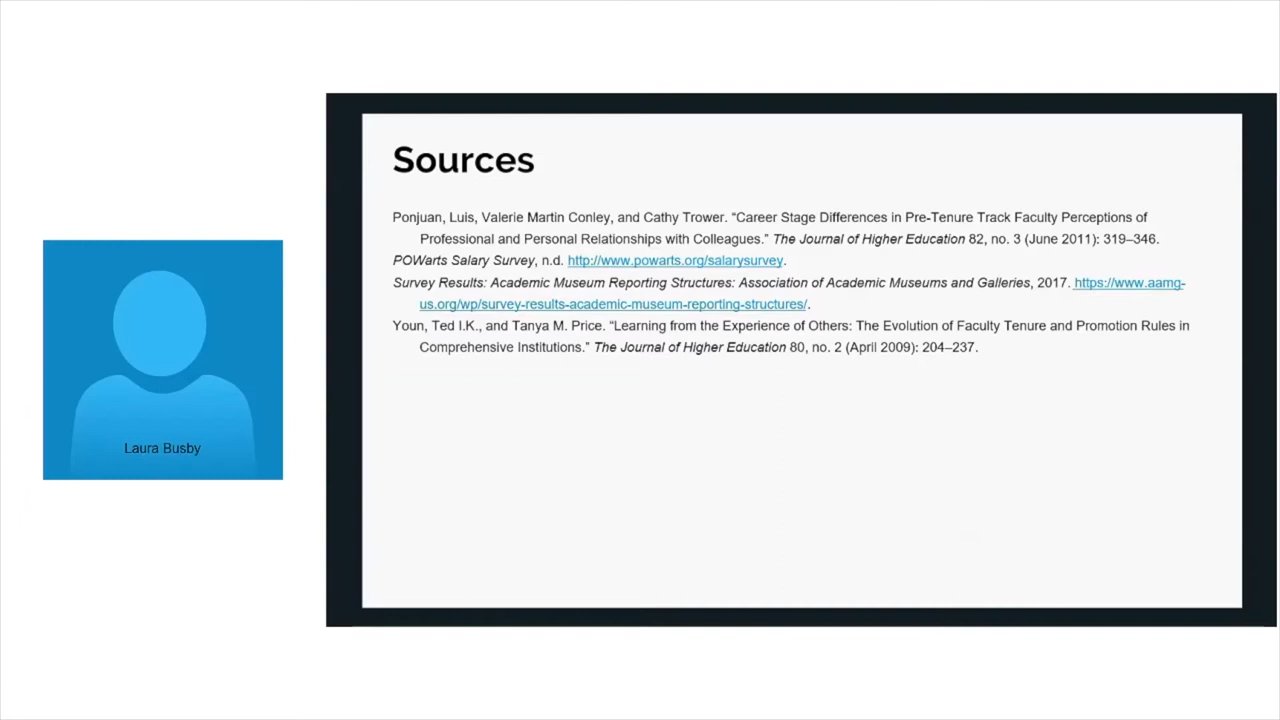 Sources
Ponjuan, Luis, Valerie Martin Conley, and Cathy Trower. “Career Stage Differences in Pre-Tenure Track Faculty Perceptions of
Professional and Personal Relationships with Colleagues.” The Journal of Higher Education 82, no. 3 (June 2011): 319–346.
POWarts Salary Survey, n.d. http://www.powarts.org/salarysurvey.
Survey Results: Academic Museum Reporting Structures: Association of Academic Museums and Galleries, 2017. https://www.aamg-
us.org/wp/survey-results-academic-museum-reporting-structures/.
Youn, Ted I.K., and Tanya M. Price. “Learning from the Experience of Others: The Evolution of Faculty Tenure and Promotion Rules in
Comprehensive Institutions.” The Journal of Higher Education 80, no. 2 (April 2009): 204–237.
Laura Busby